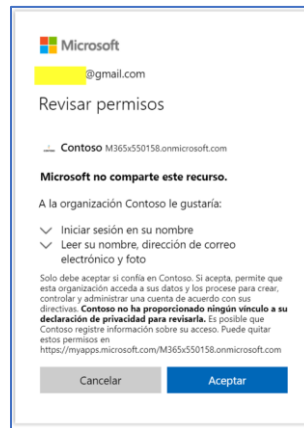 Microsoft
@gmail.com
Revisar permisos
Contoso M365x550158.onmicrosoft.com
Microsoft no comparte este recurso.
A la organización Contoso le gustaría:
Iniciar sesión en su nombre
Leer su nombre, dirección de correo
electrónico y foto
Solo debe aceptar si confía en Contoso. Si acepta, permite que
esta organización acceda a sus datos y los procese para crear,
controlar y administrar una cuenta de acuerdo con sus
directivas. Contoso no ha proporcionado ningún vínculo a su
declaración de privacidad para revisarla. Es posible que
Contoso registre información sobre su acceso. Puede quitar
estos permisos en
https://myapps.microsoft.com/M365x550158.onmicrosoft.com
Cancelar
Aceptar